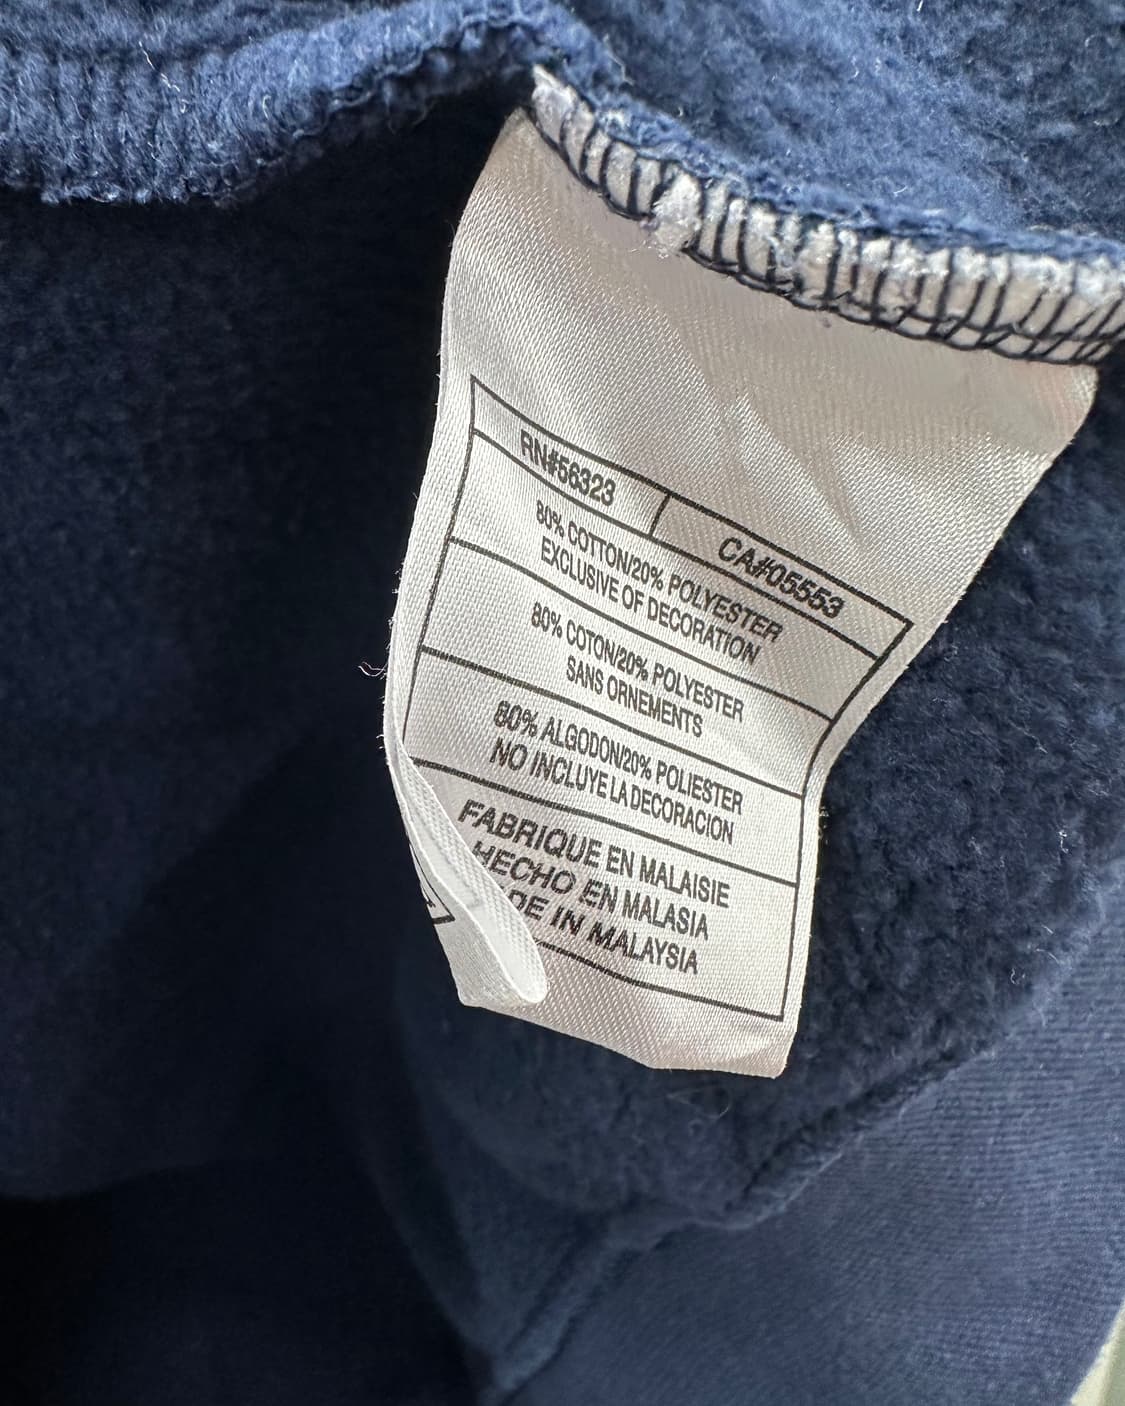 RN#56323 CA#05553
80% COTTON/20% POLYESTER
EXCLUSIVE OF DECORATION
80% COTON/20% POLYESTER
SANS ORNEMENTS
80% ALGODON/20% POLIESTER
NO INCLUYE LA DECORACION
FABRIQUE EN MALAISIE
HECHO EN MALASIA
DE IN MALAYSIA